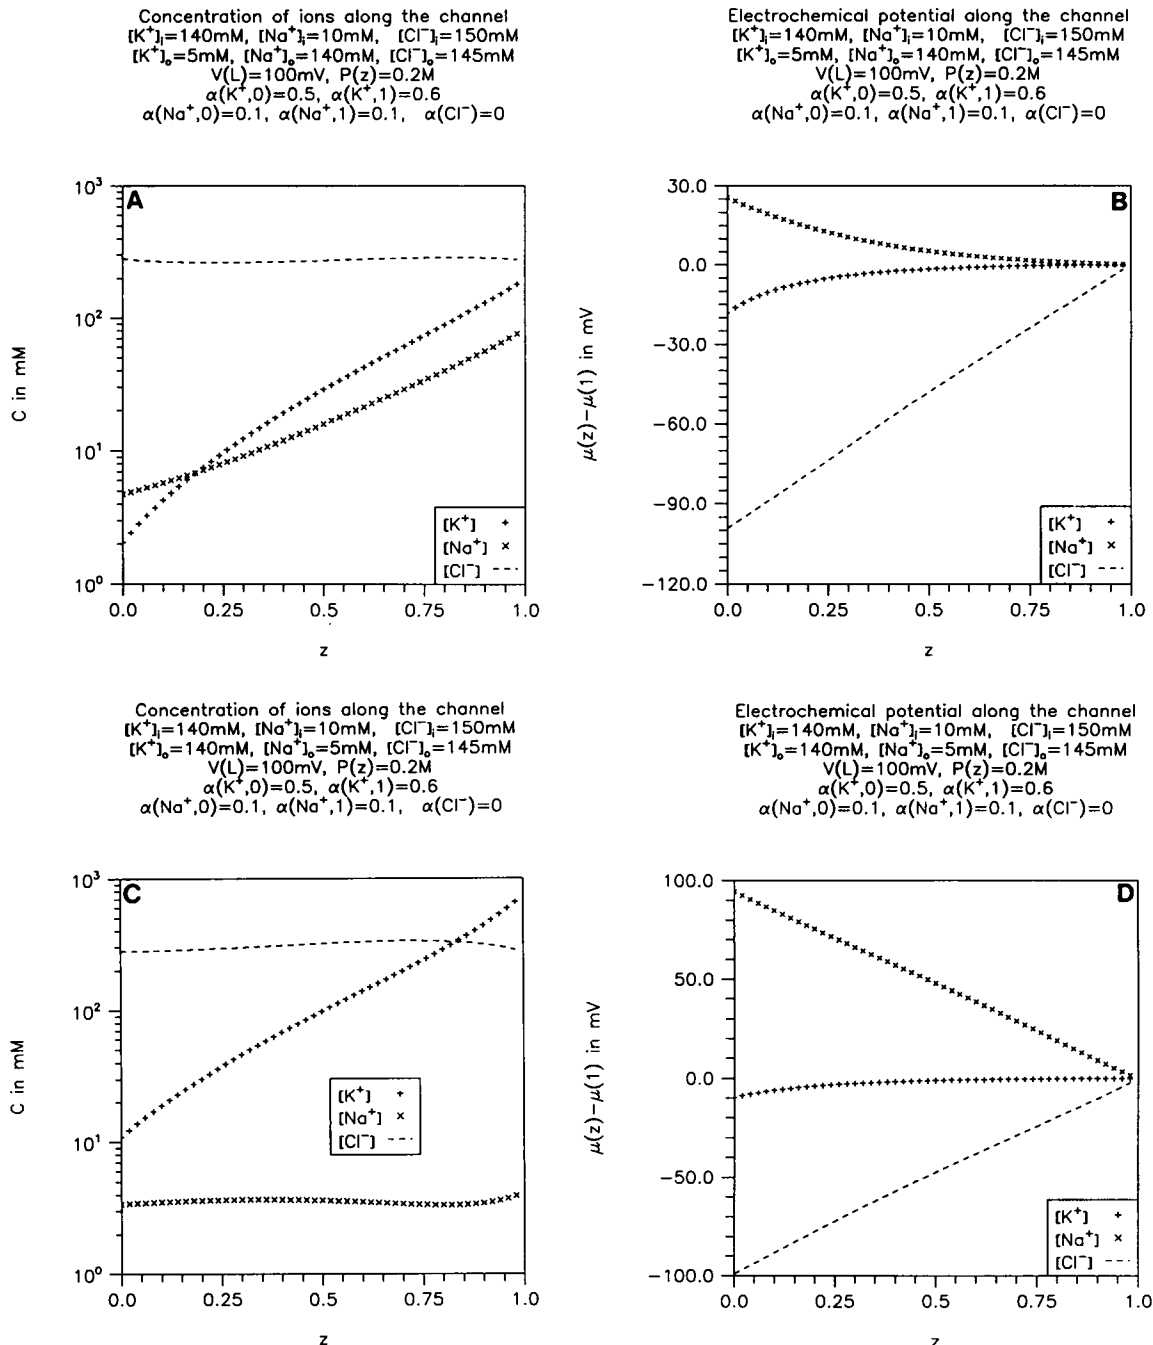 Concentration of ions along the channel
[K⁺]ᵢ=140mM, [Na⁺]ᵢ=10mM, [Cl⁻]ᵢ=150mM
[K⁺]ₒ=5mM, [Na⁺]ₒ=140mM, [Cl⁻]ₒ=145mM
V(L)=100mV, P(z)=0.2M
α(K⁺,0)=0.5, α(K⁺,1)=0.6
α(Na⁺,0)=0.1, α(Na⁺,1)=0.1, α(Cl⁻)=0
A
10³
10²
10¹
10⁰
C in mM
[K⁺] +
[Na⁺] ×
[Cl⁻] ---
0.0 0.25 0.5 0.75 1.0
z
Electrochemical potential along the channel
[K⁺]ᵢ=140mM, [Na⁺]ᵢ=10mM, [Cl⁻]ᵢ=150mM
[K⁺]ₒ=5mM, [Na⁺]ₒ=140mM, [Cl⁻]ₒ=145mM
V(L)=100mV, P(z)=0.2M
α(K⁺,0)=0.5, α(K⁺,1)=0.6
α(Na⁺,0)=0.1, α(Na⁺,1)=0.1, α(Cl⁻)=0
B
30.0
0.0
−30.0
−60.0
−90.0
−120.0
μ(z)−μ(1) in mV
[K⁺] +
[Na⁺] ×
[Cl⁻] ---
0.0 0.25 0.5 0.75 1.0
z
Concentration of ions along the channel
[K⁺]ᵢ=140mM, [Na⁺]ᵢ=10mM, [Cl⁻]ᵢ=150mM
[K⁺]ₒ=140mM, [Na⁺]ₒ=5mM, [Cl⁻]ₒ=145mM
V(L)=100mV, P(z)=0.2M
α(K⁺,0)=0.5, α(K⁺,1)=0.6
α(Na⁺,0)=0.1, α(Na⁺,1)=0.1, α(Cl⁻)=0
C
10³
10²
10¹
10⁰
C in mM
[K⁺] +
[Na⁺] ×
[Cl⁻] ---
0.0 0.25 0.5 0.75 1.0
z
Electrochemical potential along the channel
[K⁺]ᵢ=140mM, [Na⁺]ᵢ=10mM, [Cl⁻]ᵢ=150mM
[K⁺]ₒ=140mM, [Na⁺]ₒ=5mM, [Cl⁻]ₒ=145mM
V(L)=100mV, P(z)=0.2M
α(K⁺,0)=0.5, α(K⁺,1)=0.6
α(Na⁺,0)=0.1, α(Na⁺,1)=0.1, α(Cl⁻)=0
D
100.0
50.0
0.0
−50.0
−100.0
μ(z)−μ(1) in mV
[K⁺] +
[Na⁺] ×
[Cl⁻] ---
0.0 0.25 0.5 0.75 1.0
z